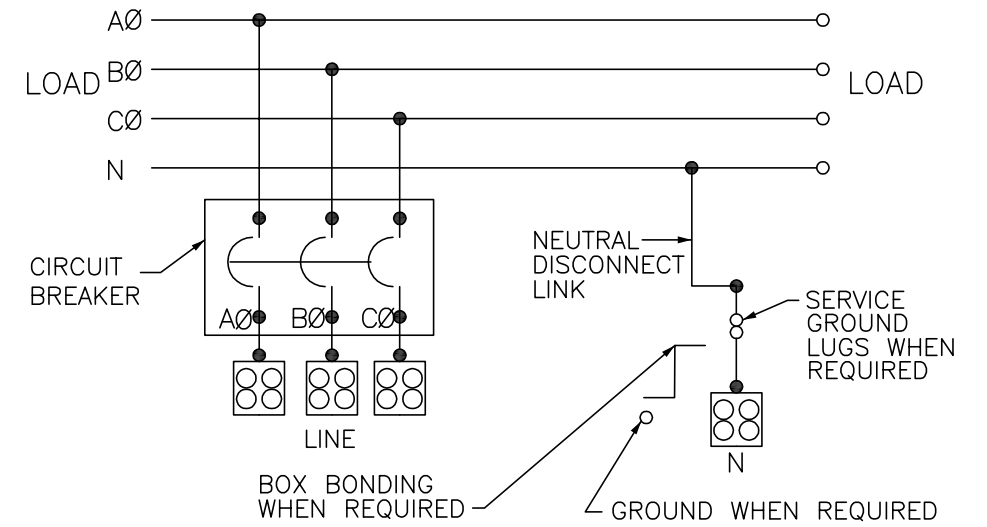 AØ
LOAD BØ LOAD
CØ
N
NEUTRAL
DISCONNECT
LINK
CIRCUIT
BREAKER
SERVICE
GROUND
LUGS WHEN
REQUIRED
AØ BØ CØ
LINE
N
BOX BONDING
WHEN REQUIRED
GROUND WHEN REQUIRED